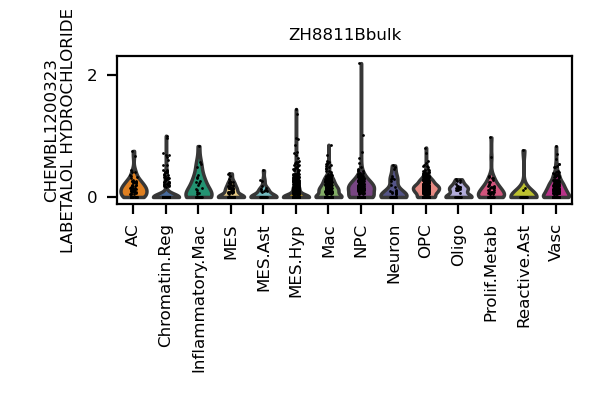 ZH8811Bbulk
CHEMBL1200323
LABETALOL HYDROCHLORIDE
2
0
AC
Chromatin.Reg
Inflammatory.Mac
MES
MES.Ast
MES.Hyp
Mac
NPC
Neuron
OPC
Oligo
Prolif.Metab
Reactive.Ast
Vasc